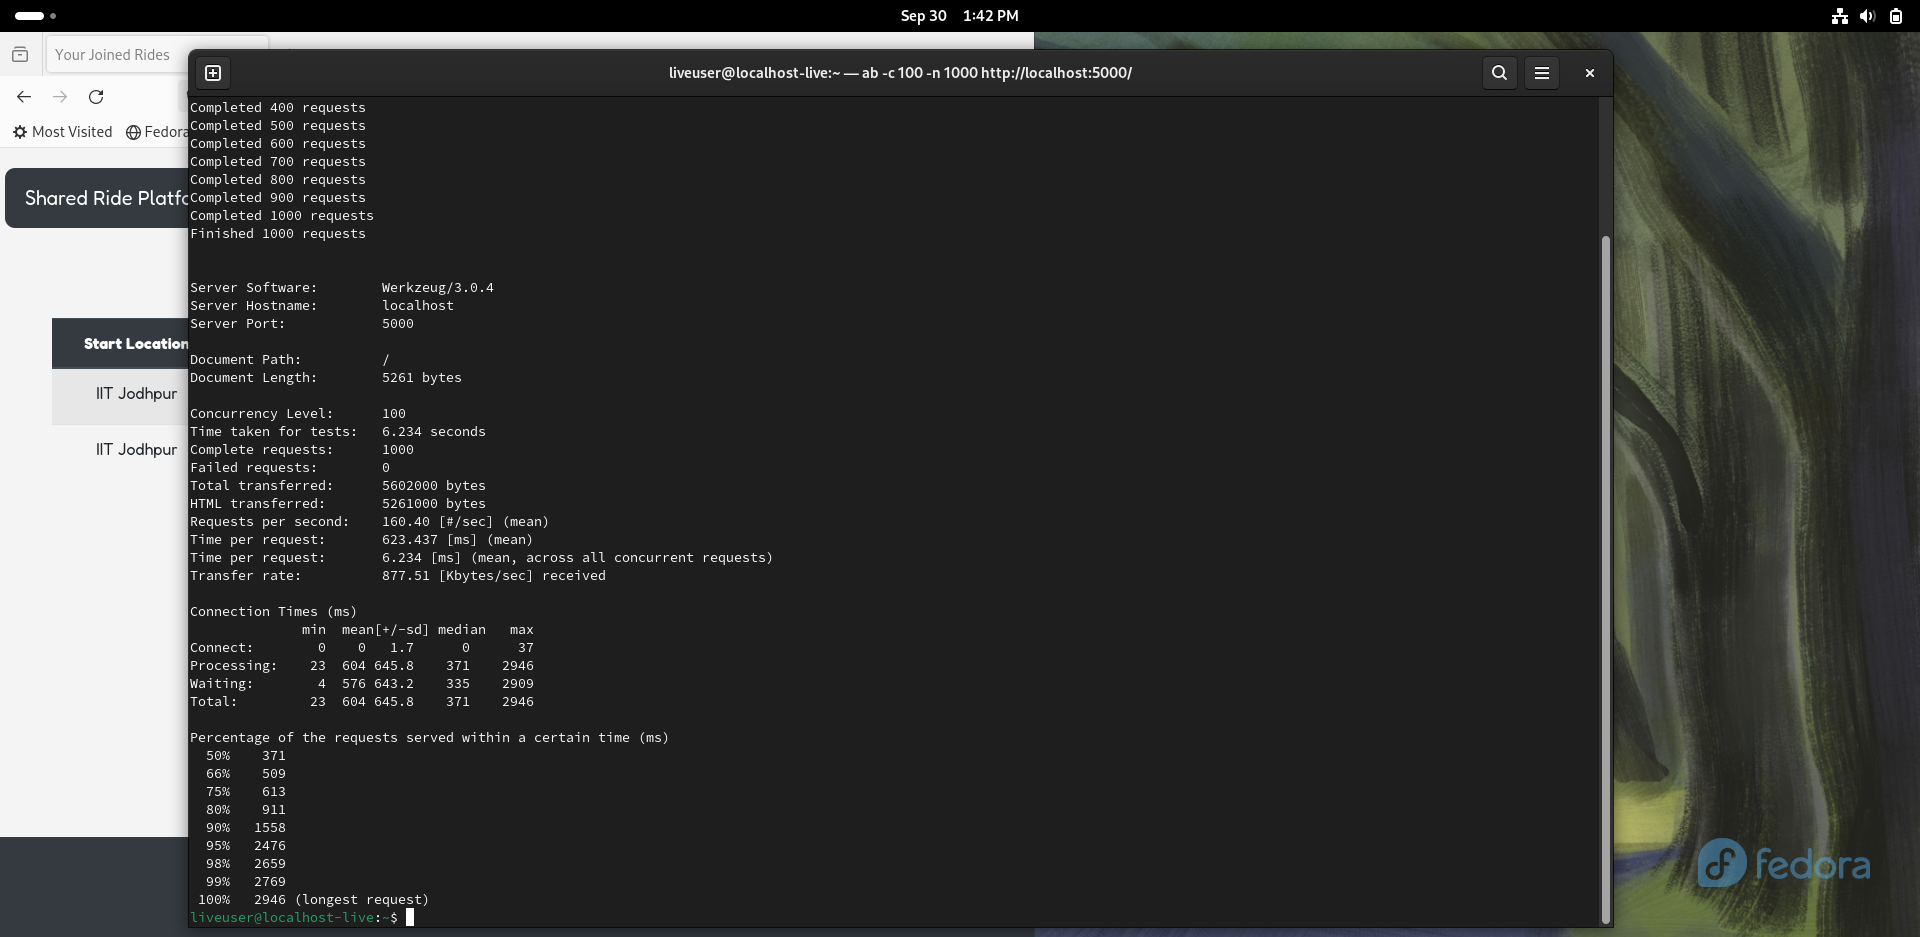 Sep 30 1:42 PM
Your Joined Rides
liveuser@localhost-live:~ — ab -c 100 -n 1000 http://localhost:5000/
Most Visited Fedora
Shared Ride Platfo
Start Location
IIT Jodhpur
IIT Jodhpur
Completed 400 requests
Completed 500 requests
Completed 600 requests
Completed 700 requests
Completed 800 requests
Completed 900 requests
Completed 1000 requests
Finished 1000 requests
Server Software: Werkzeug/3.0.4
Server Hostname: localhost
Server Port: 5000
Document Path: /
Document Length: 5261 bytes
Concurrency Level: 100
Time taken for tests: 6.234 seconds
Complete requests: 1000
Failed requests: 0
Total transferred: 5602000 bytes
HTML transferred: 5261000 bytes
Requests per second: 160.40 [#/sec] (mean)
Time per request: 623.437 [ms] (mean)
Time per request: 6.234 [ms] (mean, across all concurrent requests)
Transfer rate: 877.51 [Kbytes/sec] received
Connection Times (ms)
min mean[+/-sd] median max
Connect: 0 0 1.7 0 37
Processing: 23 604 645.8 371 2946
Waiting: 4 576 643.2 335 2909
Total: 23 604 645.8 371 2946
Percentage of the requests served within a certain time (ms)
50% 371
66% 509
75% 613
80% 911
90% 1558
95% 2476
98% 2659
99% 2769
100% 2946 (longest request)
liveuser@localhost-live:~$
fedora